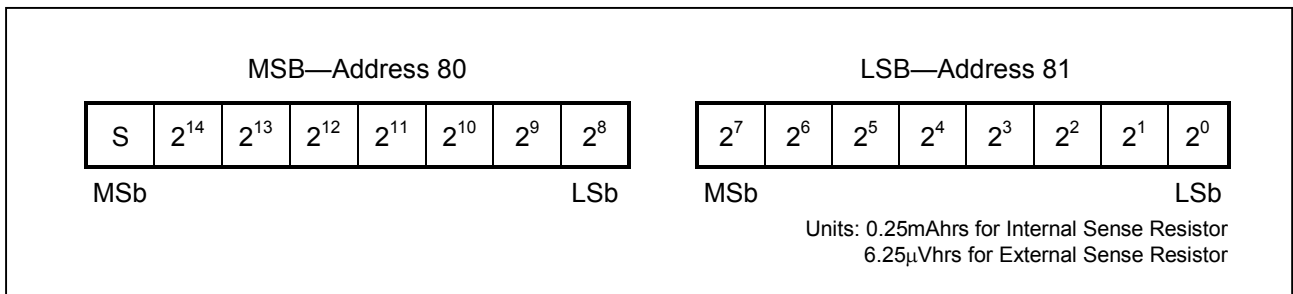 MSB—Address 80
LSB—Address 81
S 2¹⁴ 2¹³ 2¹² 2¹¹ 2¹⁰ 2⁹ 2⁸
2⁷ 2⁶ 2⁵ 2⁴ 2³ 2² 2¹ 2⁰
MSb LSb
MSb LSb
Units: 0.25mAhrs for Internal Sense Resistor
6.25μVhrs for External Sense Resistor